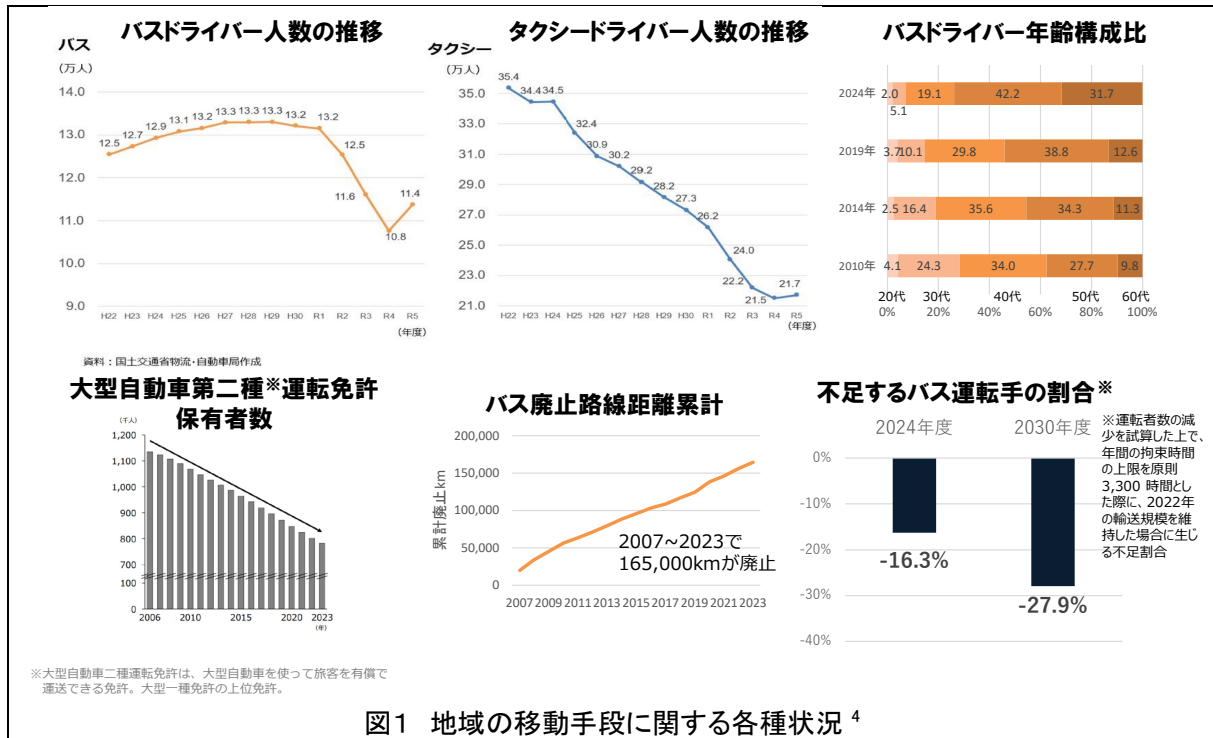 バスドライバー人数の推移
バス
(万人)
14.0
13.0
12.0
11.0
10.0
9.0
12.5
12.7
12.9
13.1
13.2
13.3
13.3
13.3
13.2
13.2
12.5
11.6
10.8
11.4
H22 H23 H24 H25 H26 H27 H28 H29 H30 R1 R2 R3 R4 R5
(年度)
資料：国土交通省物流・自動車局作成
タクシードライバー人数の推移
タクシー
(万人)
35.0
33.0
31.0
29.0
27.0
25.0
23.0
21.0
35.4
34.4
34.5
32.4
30.9
30.2
29.2
28.2
27.3
26.2
24.0
22.2
21.5
21.7
H22 H23 H24 H25 H26 H27 H28 H29 H30 R1 R2 R3 R4 R5
(年度)
バスドライバー年齢構成比
2024年 2.0 5.1 19.1 42.2 31.7
2019年 3.7 10.1 29.8 38.8 12.6
2014年 2.5 16.4 35.6 34.3 11.3
2010年 4.1 24.3 34.0 27.7 9.8
20代 30代 40代 50代 60代
0% 20% 40% 60% 80% 100%
大型自動車第二種※運転免許
保有者数
(千人)
1,200
1,100
1,000
900
800
700
100
0
2006 2010 2015 2020 2023
(年)
※大型自動車二種運転免許は、大型自動車を使って旅客を有償で
運送できる免許。大型一種免許の上位免許。
バス廃止路線距離累計
累計廃止km
200,000
150,000
100,000
50,000
0
2007~2023で
165,000kmが廃止
2007 2009 2011 2013 2015 2017 2019 2021 2023
不足するバス運転手の割合※
2024年度 2030年度
0%
-10%
-20%
-30%
-40%
-16.3%
-27.9%
※運転者数の減
少を試算した上で、
年間の拘束時間
の上限を原則
3,300 時間とし
た際に、2022年
の輸送規模を維
持した場合に生じ
る不足割合
図1 地域の移動手段に関する各種状況 4